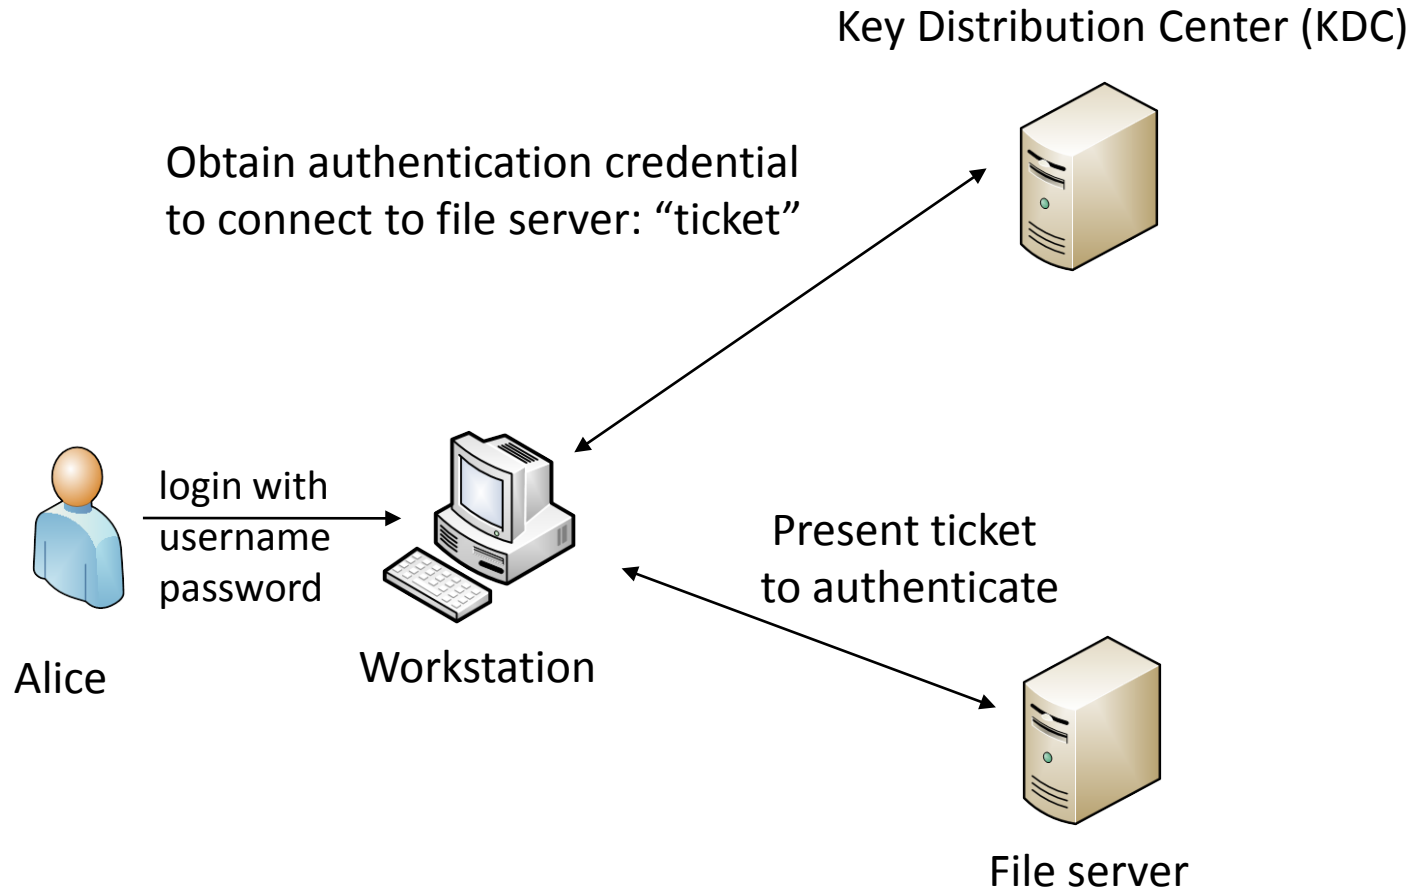 Key Distribution Center (KDC)
Obtain authentication credential
to connect to file server: “ticket”
login with
username
password
Present ticket
to authenticate
Alice
Workstation
File server